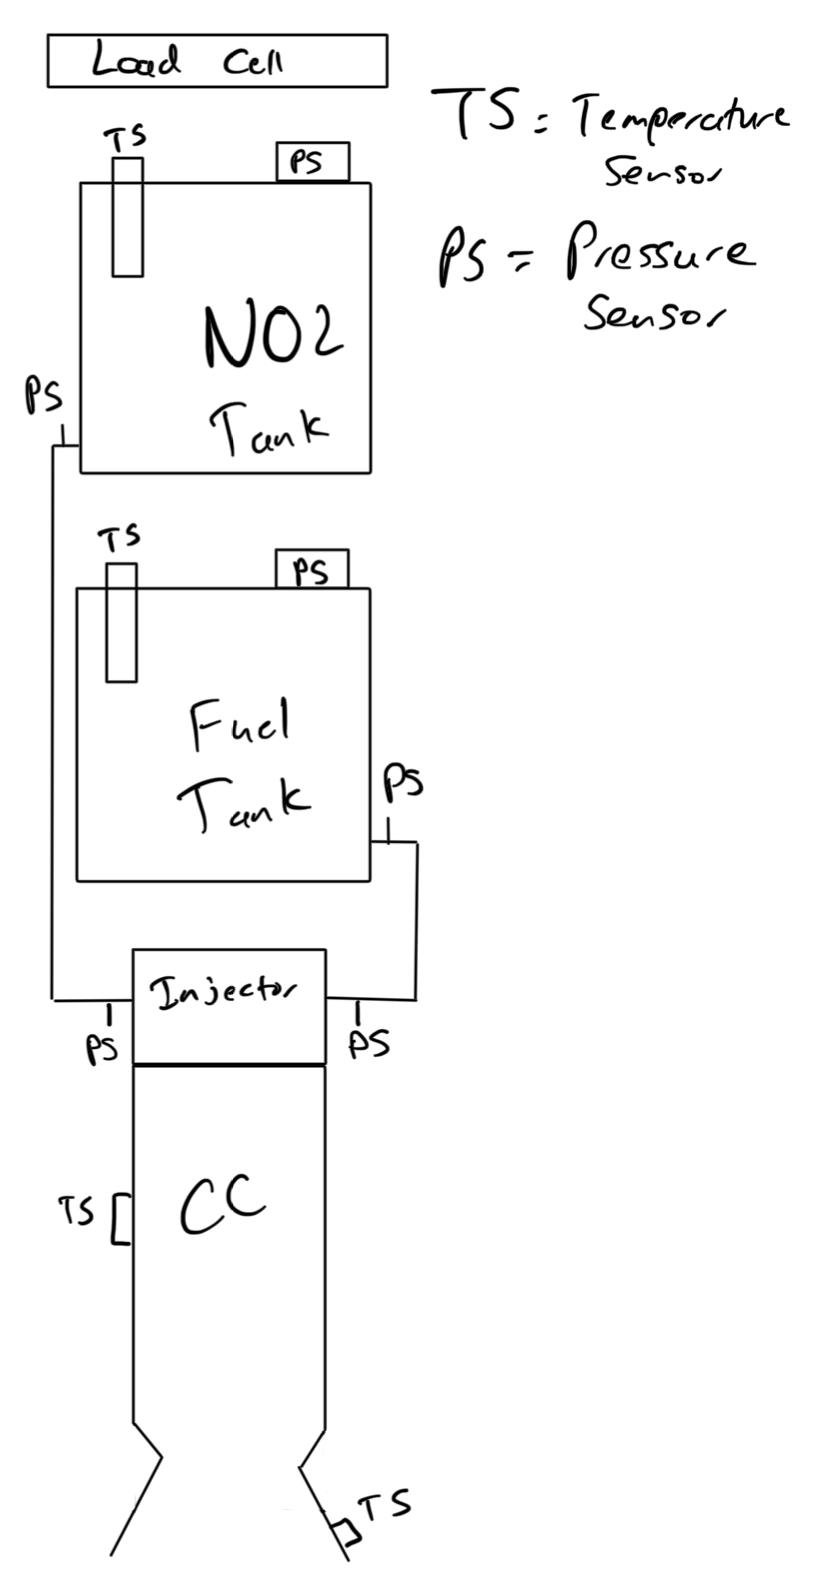 Load Cell
TS = Temperature
Sensor
TS
PS
PS = Pressure
Sensor
NO2
Tank
PS
TS
PS
Fuel
Tank
PS
Injector
PS
PS
TS
CC
TS